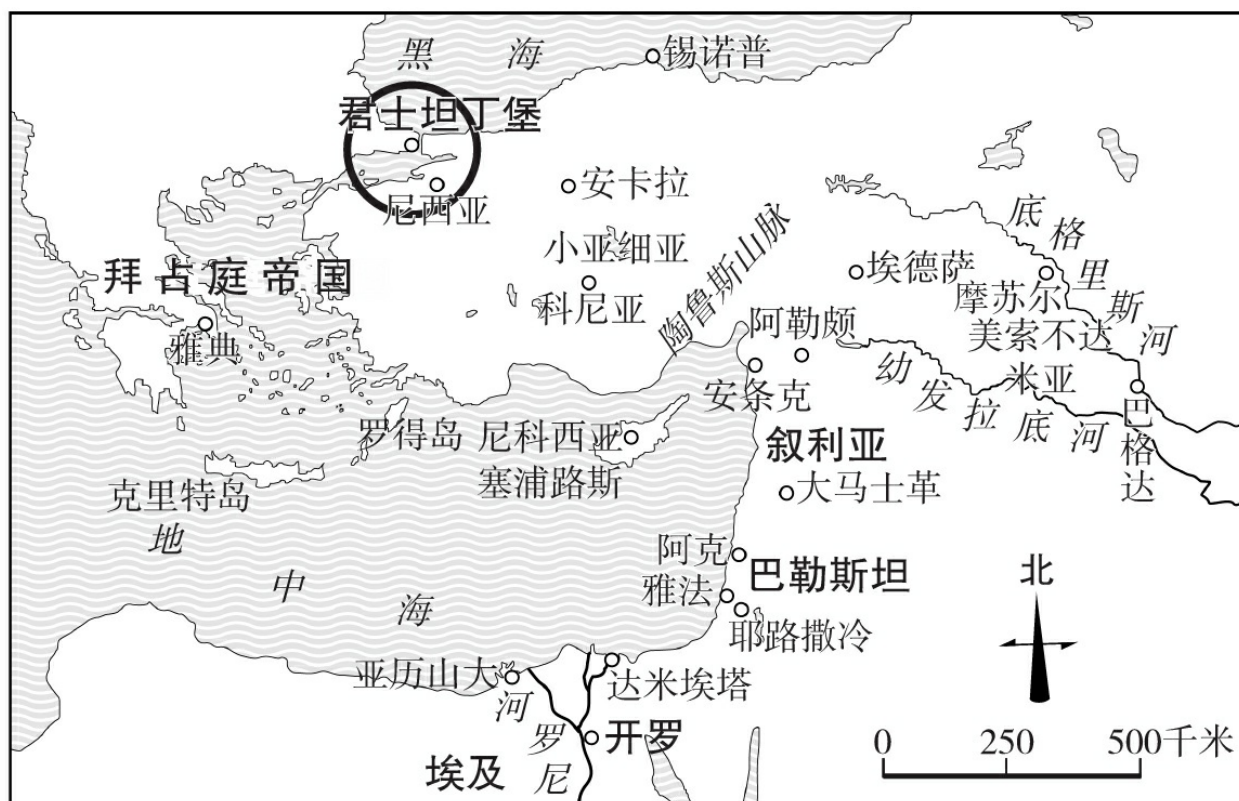 黑海
锡诺普
君士坦丁堡
尼西亚
安卡拉
小亚细亚
科尼亚
陶鲁斯山脉
埃德萨
底格里斯河
摩苏尔
美索不达
米亚
拜占庭帝国
雅典
阿勒颇
安条克
幼发拉底河
巴格达
罗得岛
尼科西亚
塞浦路斯
叙利亚
克里特岛
大马士革
地中海
阿克
巴勒斯坦
雅法
耶路撒冷
北
亚历山大
达米埃塔
尼罗河
开罗
埃及
0 250 500千米